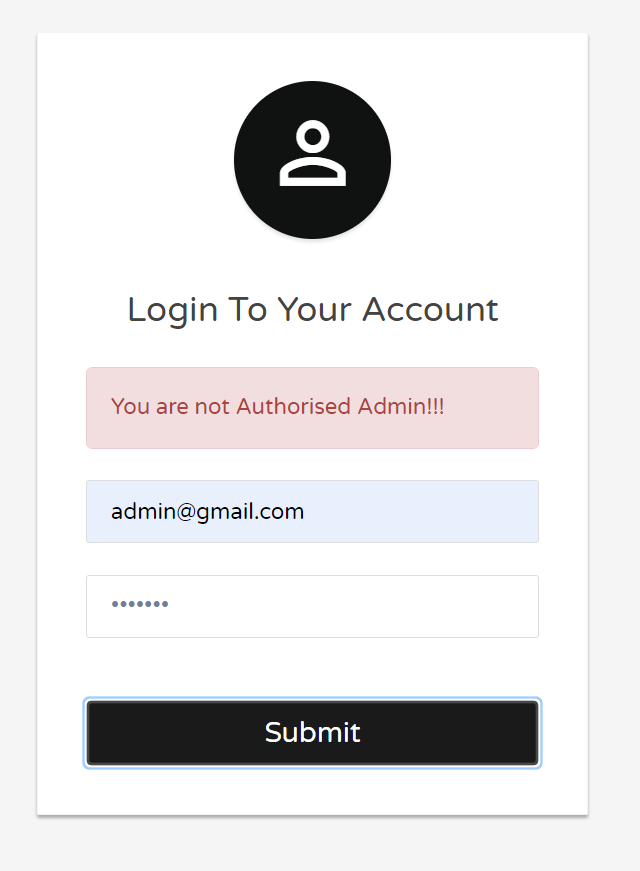 Login To Your Account
You are not Authorised Admin!!!
admin@gmail.com
•••••••
Submit